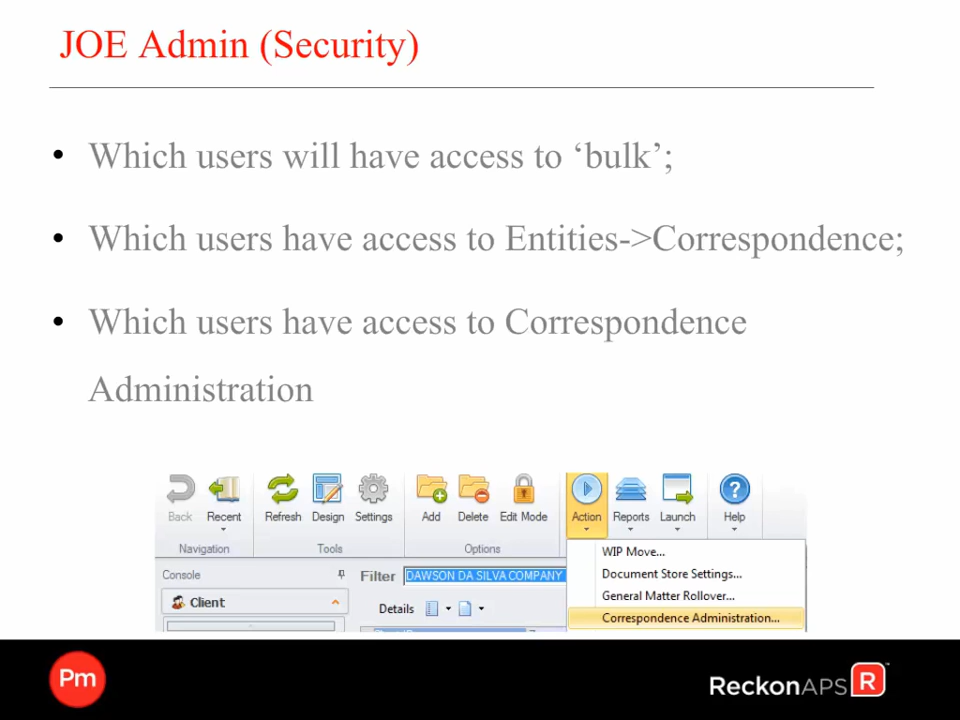 JOE Admin (Security)
• Which users will have access to ‘bulk’;
• Which users have access to Entities->Correspondence;
• Which users have access to Correspondence
Administration
Back Recent Refresh Design Settings Add Delete Edit Mode Action Reports Launch Help
Navigation Tools Options
WIP Move...
Console Filter DAWSON DA SILVA COMPANY Document Store Settings...
Client Details General Matter Rollover...
Correspondence Administration...
Pm ReckonAPS R ™